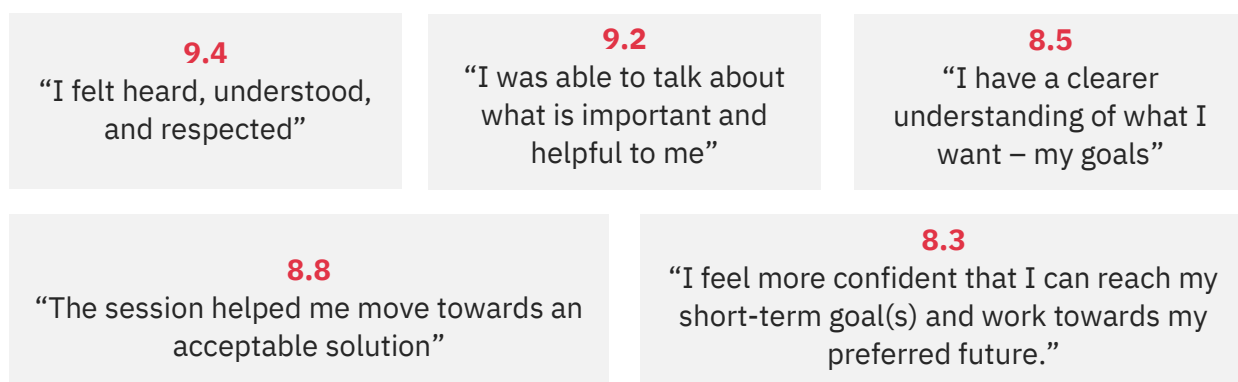 9.4
“I felt heard, understood,
and respected”
9.2
“I was able to talk about
what is important and
helpful to me”
8.5
“I have a clearer
understanding of what I
want – my goals”
8.8
“The session helped me move towards an
acceptable solution”
8.3
“I feel more confident that I can reach my
short-term goal(s) and work towards my
preferred future.”